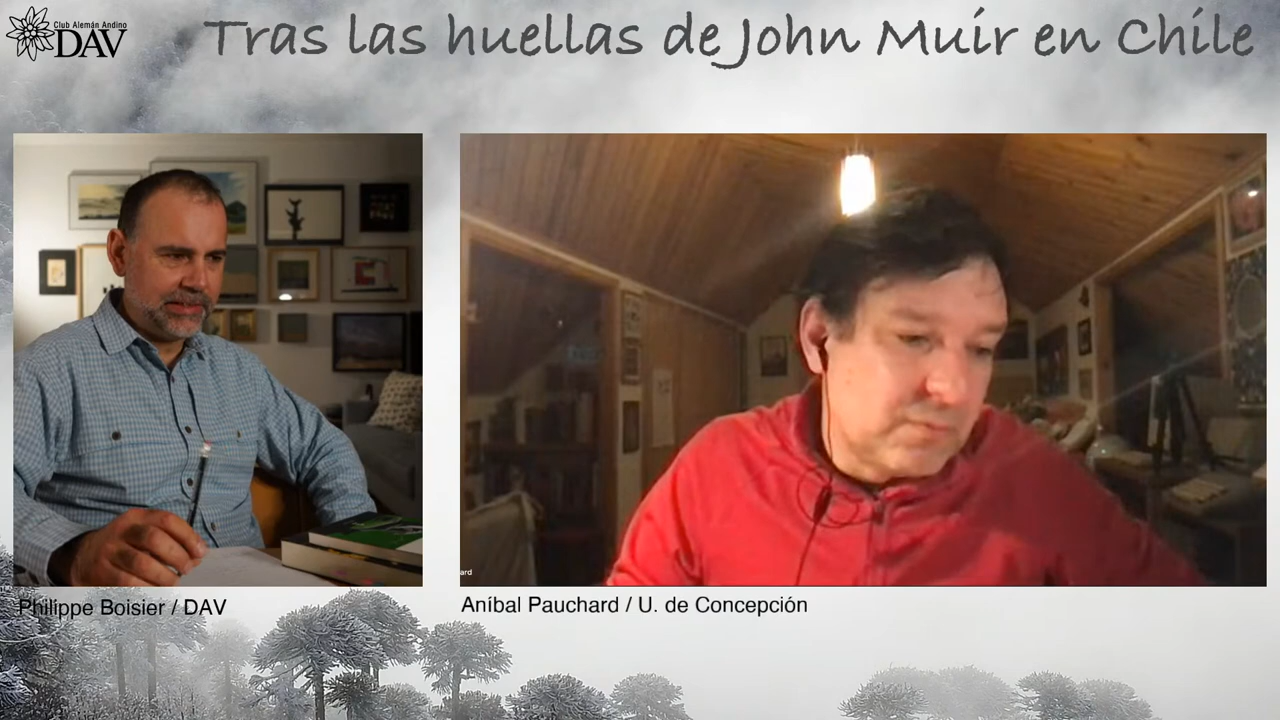 Club Alemán Andino
DAV
Tras las huellas de John Muir en Chile
ard
Philippe Boisier / DAV
Aníbal Pauchard / U. de Concepción